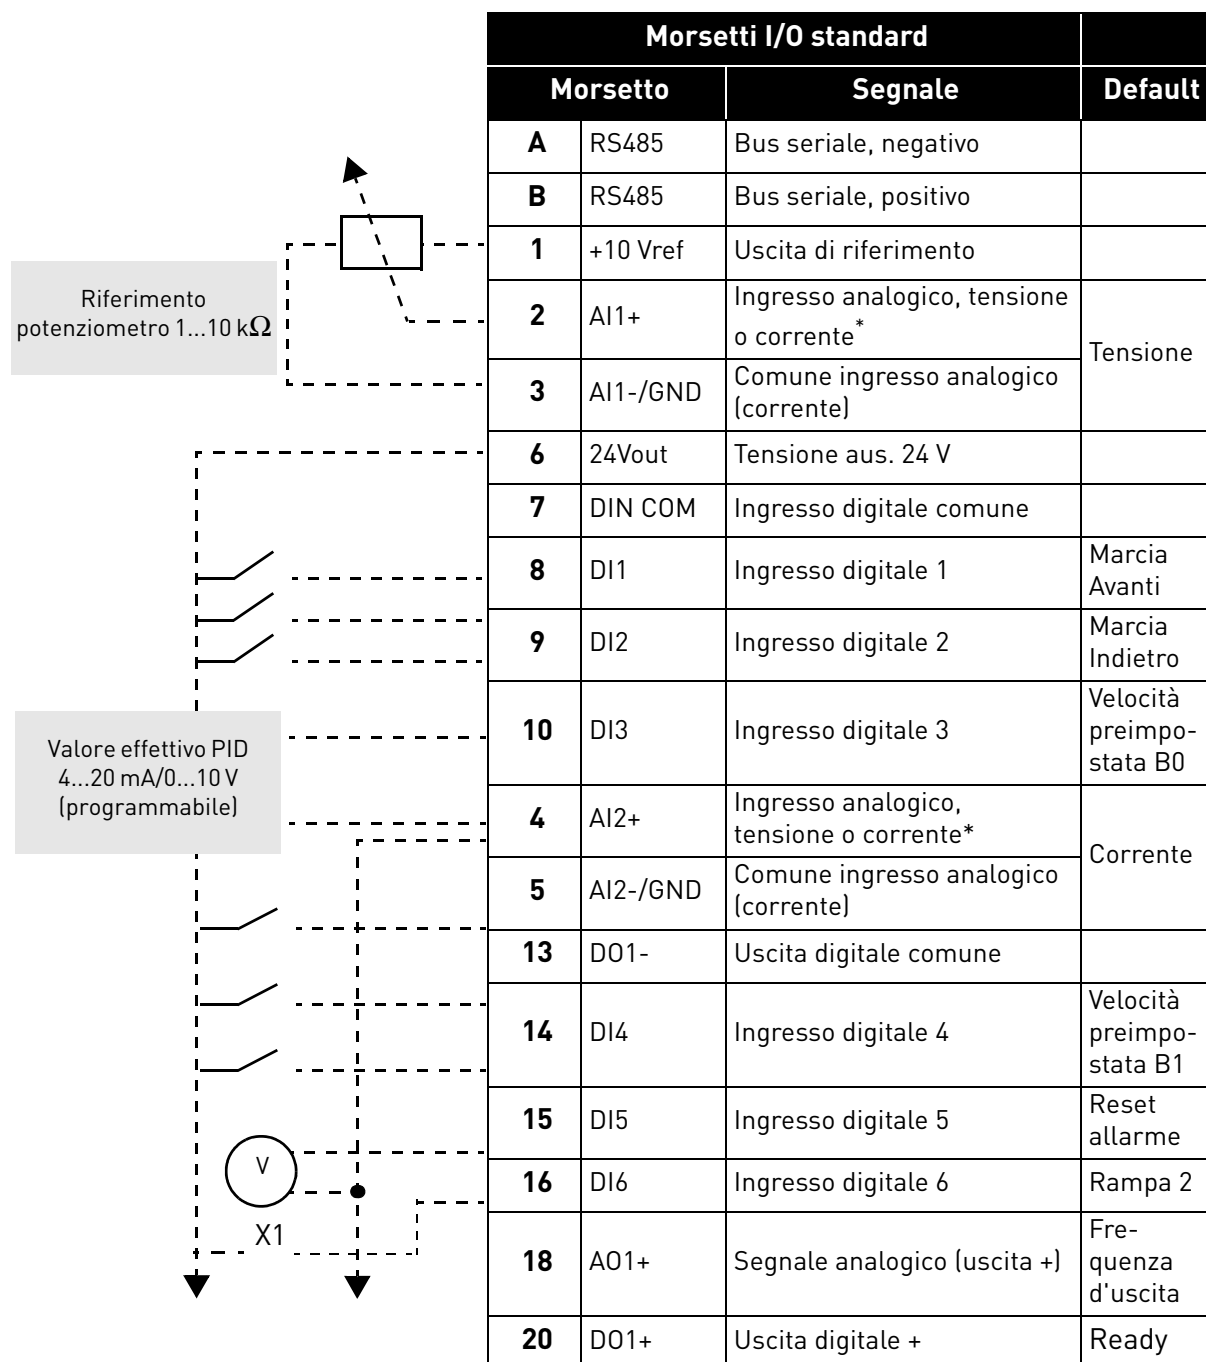 Morsetti I/O standard
Morsetto Segnale Default
A RS485 Bus seriale, negativo
B RS485 Bus seriale, positivo
1 +10 Vref Uscita di riferimento
Riferimento
potenziometro 1...10 kΩ
2 AI1+ Ingresso analogico, tensione
o corrente*
Tensione
3 AI1-/GND Comune ingresso analogico
(corrente)
6 24Vout Tensione aus. 24 V
7 DIN COM Ingresso digitale comune
8 DI1 Ingresso digitale 1 Marcia
Avanti
9 DI2 Ingresso digitale 2 Marcia
Indietro
10 DI3 Ingresso digitale 3 Velocità
preimpo-
stata B0
Valore effettivo PID
4...20 mA/0...10 V
(programmabile)
4 AI2+ Ingresso analogico,
tensione o corrente*
Corrente
5 AI2-/GND Comune ingresso analogico
(corrente)
13 DO1- Uscita digitale comune
14 DI4 Ingresso digitale 4 Velocità
preimpo-
stata B1
15 DI5 Ingresso digitale 5 Reset
allarme
V
16 DI6 Ingresso digitale 6 Rampa 2
X1
18 AO1+ Segnale analogico (uscita +) Fre-
quenza
d'uscita
20 DO1+ Uscita digitale + Ready